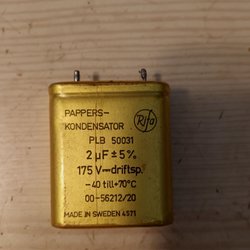 PAPPERS-
KONDENSATOR
Rifa
PLB 50031
2 µF ± 5%
175 V⎓driftsp.
-40 till+70°C
00-56212/20
MADE IN SWEDEN 4571